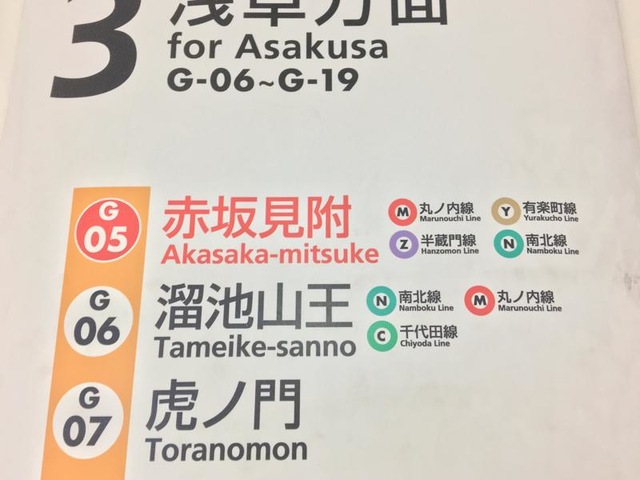 3 浅草方面
for Asakusa
G-06~G-19
G 05 赤坂見附
Akasaka-mitsuke
M 丸ノ内線 Marunouchi Line
Y 有楽町線 Yurakucho Line
Z 半蔵門線 Hanzomon Line
N 南北線 Namboku Line
G 06 溜池山王
Tameike-sanno
N 南北線 Namboku Line
M 丸ノ内線 Marunouchi Line
C 千代田線 Chiyoda Line
G 07 虎ノ門
Toranomon